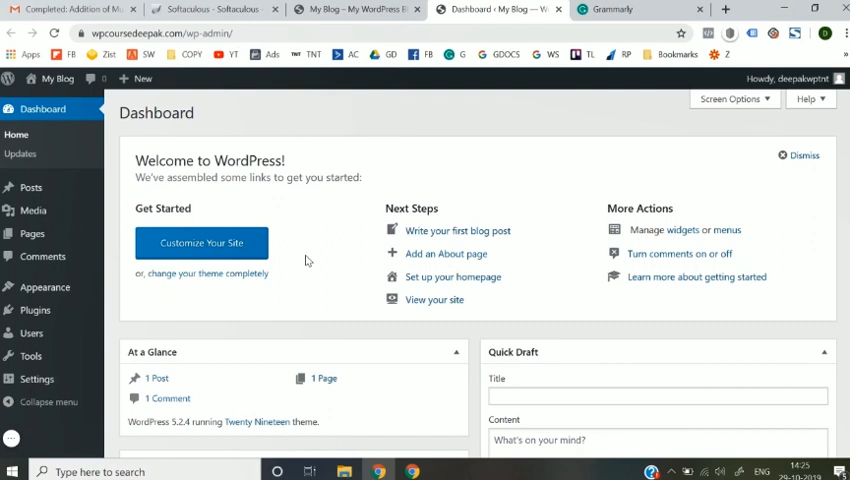 Completed: Addition of Mu
Softaculous - Softaculous -
My Blog – My WordPress B
Dashboard ‹ My Blog — W
Grammarly
wpcoursedeepak.com/wp-admin/
Apps FB Zist SW COPY YT Ads TNT AC GD FB G GDOCS W TL RP Bookmarks Z
My Blog 0 New Howdy, deepakwptnt
Dashboard
Home
Updates
Posts
Media
Pages
Comments
Appearance
Plugins
Users
Tools
Settings
Collapse menu
Screen Options Help
Dashboard
Welcome to WordPress!
Dismiss
We've assembled some links to get you started:
Get Started
Customize Your Site
or, change your theme completely
Next Steps
Write your first blog post
Add an About page
Set up your homepage
View your site
More Actions
Manage widgets or menus
Turn comments on or off
Learn more about getting started
At a Glance
1 Post 1 Page
1 Comment
WordPress 5.2.4 running Twenty Nineteen theme.
Quick Draft
Title
Content
What's on your mind?
Type here to search
ENG
14:25
29-10-2019
5